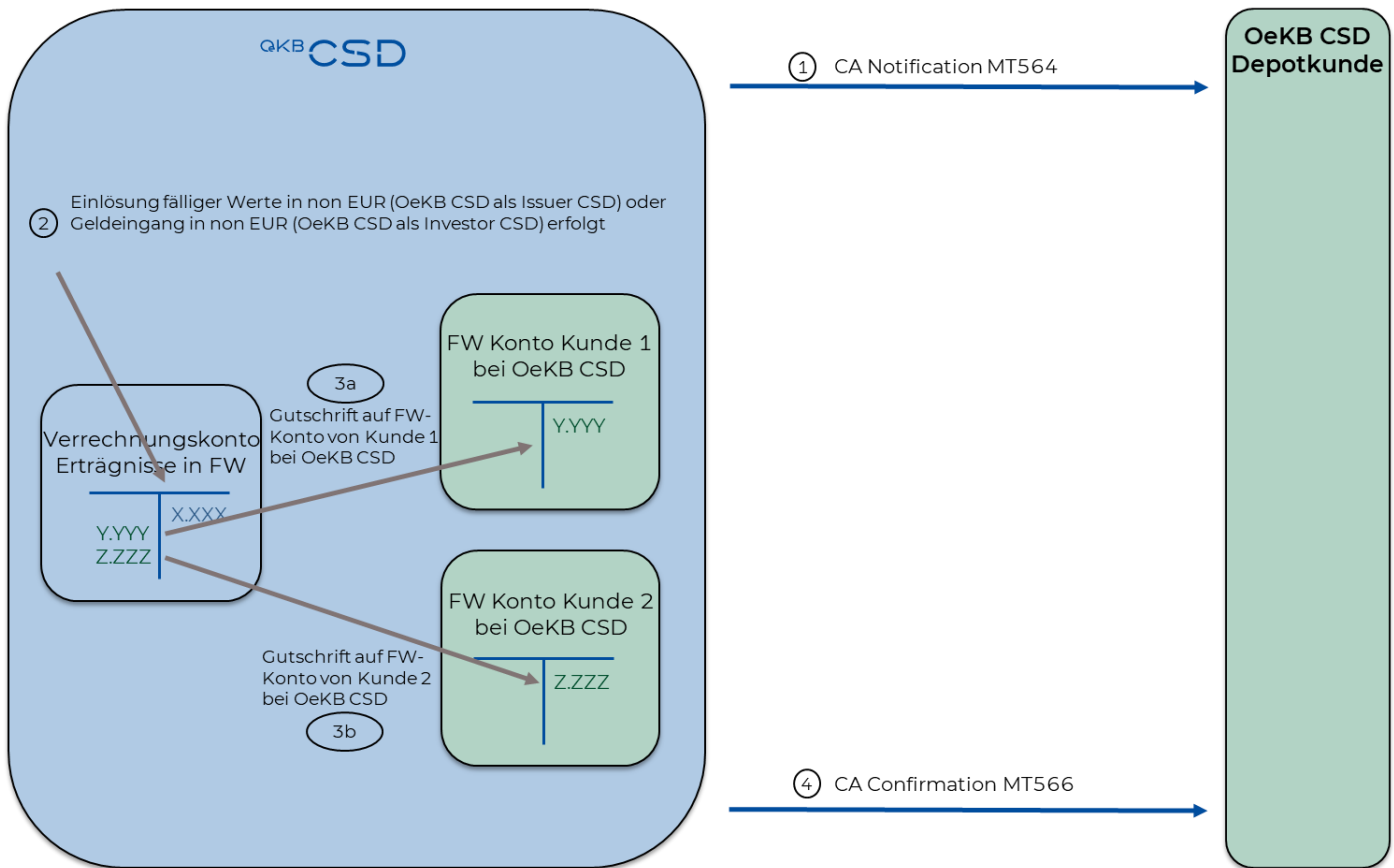 OeKB CSD
1 CA Notification MT564
OeKB CSD
Depotkunde
Einlösung fälliger Werte in non EUR (OeKB CSD als Issuer CSD) oder
2 Geldeingang in non EUR (OeKB CSD als Investor CSD) erfolgt
FW Konto Kunde 1
bei OeKB CSD
Y.YYY
3a
Gutschrift auf FW-
Konto von Kunde 1
bei OeKB CSD
Verrechnungskonto
Erträgnisse in FW
X.XXX
Y.YYY
Z.ZZZ
FW Konto Kunde 2
bei OeKB CSD
Z.ZZZ
Gutschrift auf FW-
Konto von Kunde 2
bei OeKB CSD
3b
4 CA Confirmation MT566